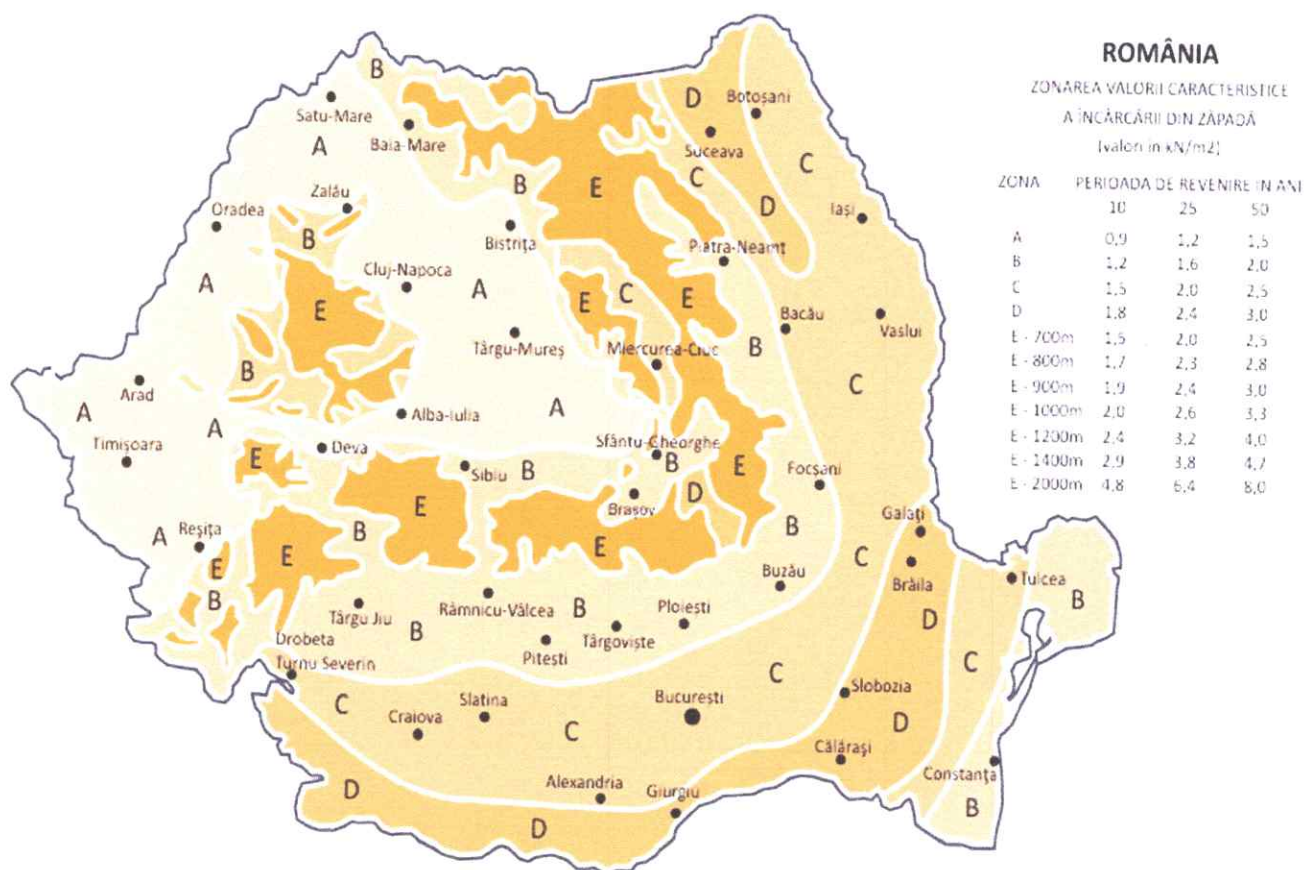 ROMÂNIA
ZONAREA VALORII CARACTERISTICE
A ÎNCĂRCĂRII DIN ZĂPADĂ
(valori in kN/m2)
ZONA PERIOADA DE REVENIRE IN ANI
10 25 50
A 0,9 1,2 1,5
B 1,2 1,6 2,0
C 1,5 2,0 2,5
D 1,8 2,4 3,0
E - 700m 1,5 2,0 2,5
E - 800m 1,7 2,3 2,8
E - 900m 1,9 2,4 3,0
E - 1000m 2,0 2,6 3,3
E - 1200m 2,4 3,2 4,0
E - 1400m 2,9 3,8 4,7
E - 2000m 4,8 6,4 8,0
B
Satu-Mare
D
Botoșani
A
Baia-Mare
Suceava
C
B
E
C
Zalău
D
Oradea
Iași
B
Bistrița
Piatra-Neamt
Cluj-Napoca
A
A
E
E
C
E
Bacău
Vaslui
Târgu-Mureș
B
Miercurea-Ciuc
B
C
Arad
A
A
Alba-Iulia
A
Timișoara
Deva
Sfântu-Gheorghe
E
Sibiu
B
B
E
Focșani
E
D
Brașov
Galați
Reșița
A
B
E
B
E
E
C
Brăila
Tulcea
Buzău
B
B
D
Râmnicu-Vâlcea
B
Ploiesti
Târgu Jiu
B
Târgoviște
Drobeta
Turnu Severin
Pitesti
C
C
Slobozia
C
Slatina
București
Craiova
C
D
Călărași
Constanța
Alexandria
Giurgiu
D
B
D